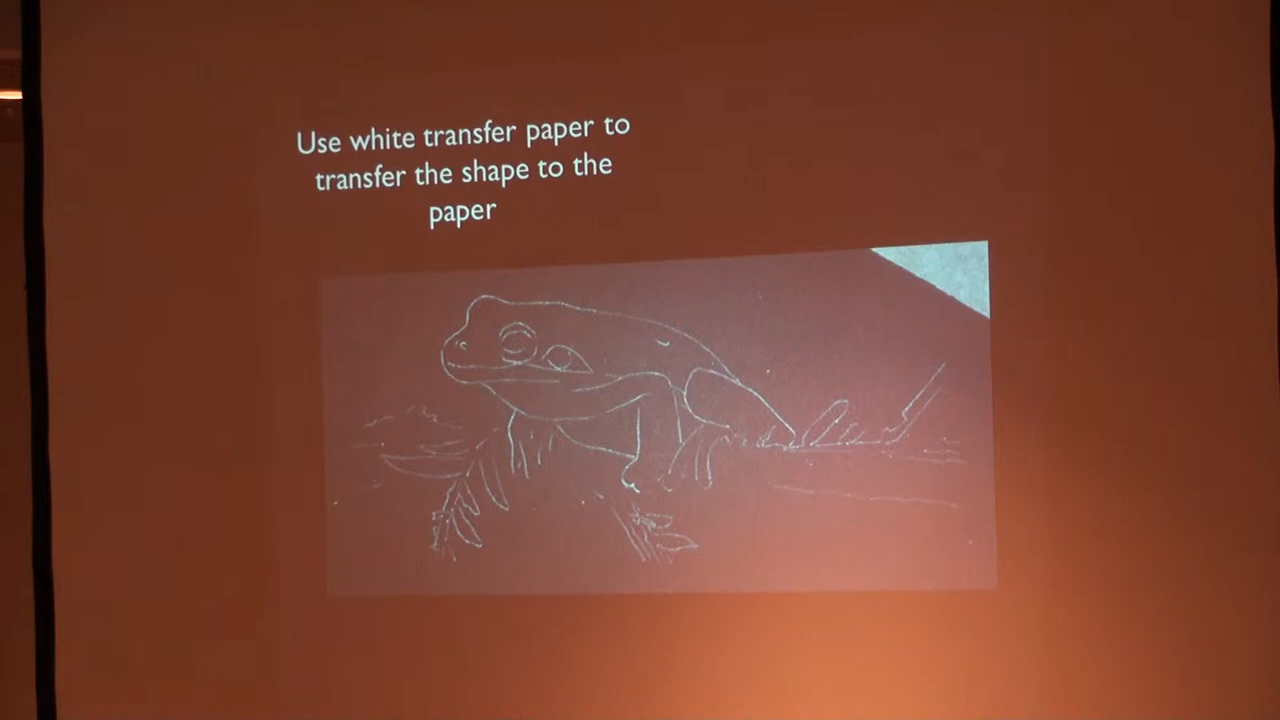 Use white transfer paper to
transfer the shape to the
paper